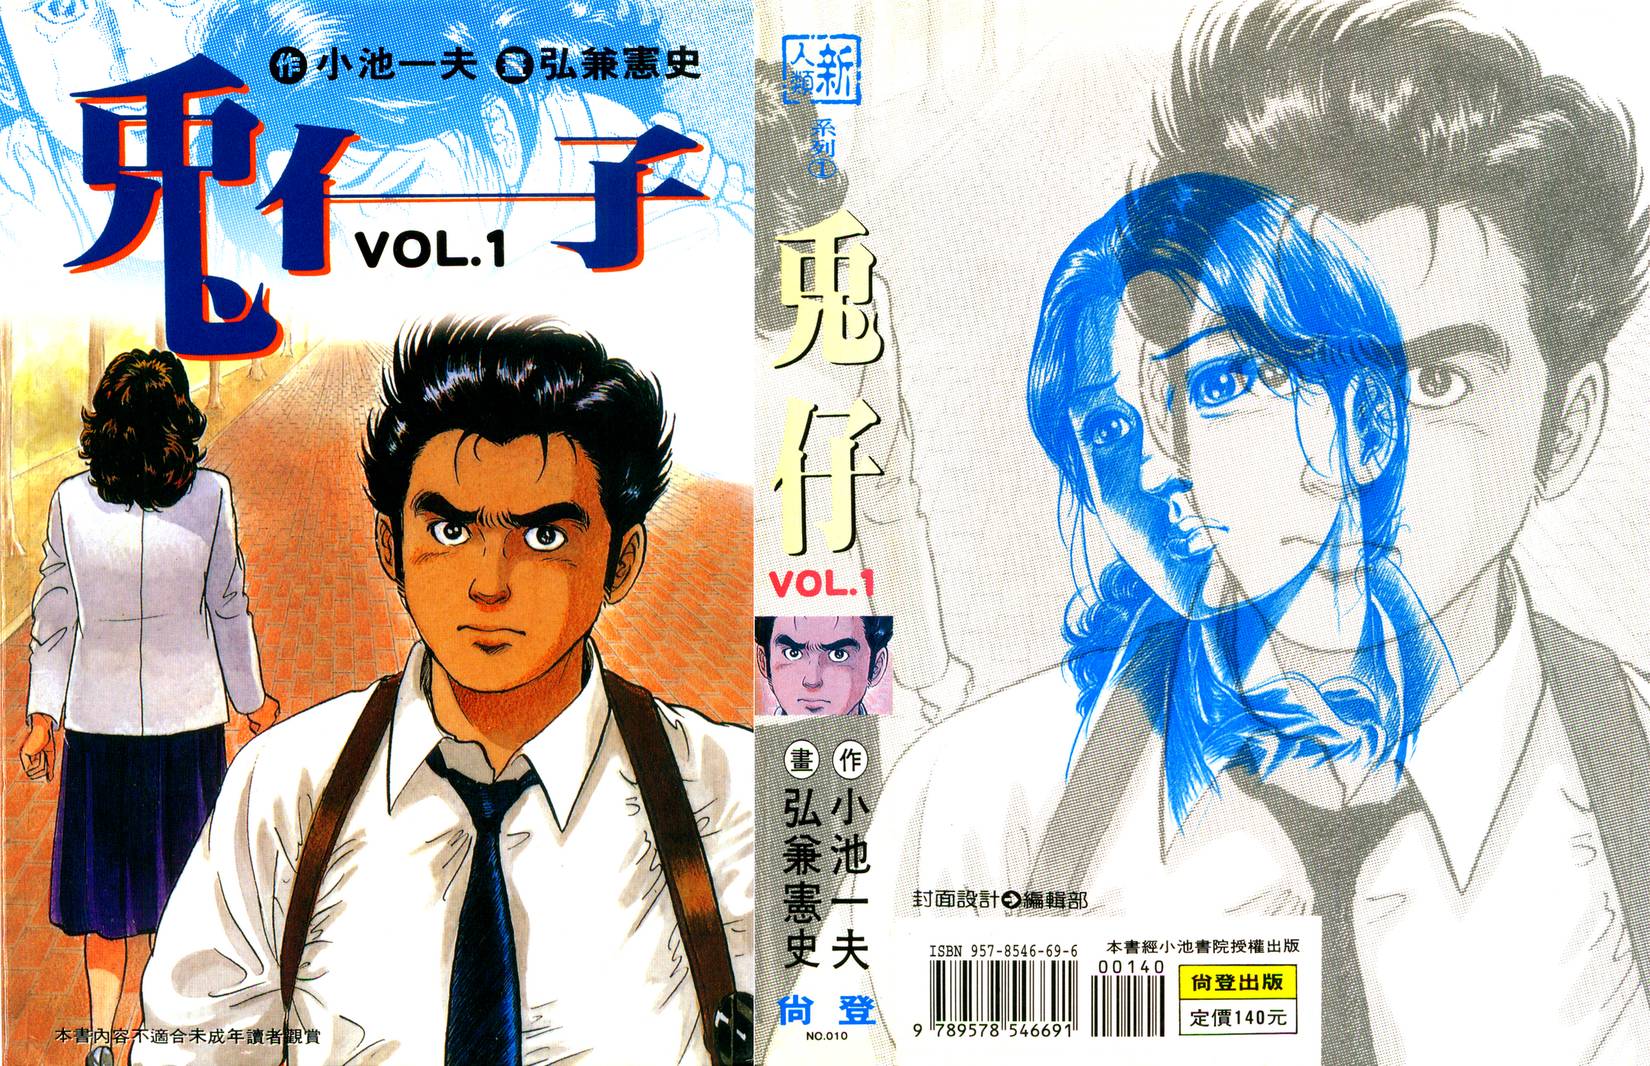 作 小池一夫 畫 弘兼憲史
兎仔
VOL.1
本書內容不適合未成年讀者觀賞
新人類
系列①
兎仔
VOL.1
作 小池一夫
畫 弘兼憲史
尚登
NO.010
封面設計➔編輯部
ISBN 957-8546-69-6
本書經小池書院授權出版
00140
尚登出版
定價140元
9 789578 546691